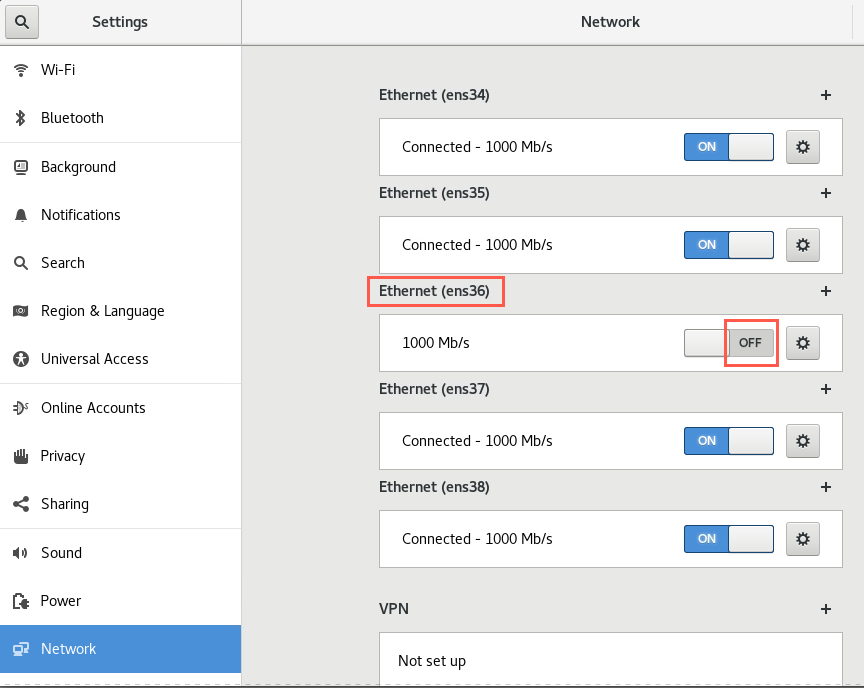 Settings
Network
Wi-Fi
Bluetooth
Background
Notifications
Search
Region & Language
Universal Access
Online Accounts
Privacy
Sharing
Sound
Power
Network
Ethernet (ens34)
Connected - 1000 Mb/s ON
Ethernet (ens35)
Connected - 1000 Mb/s ON
Ethernet (ens36)
1000 Mb/s OFF
Ethernet (ens37)
Connected - 1000 Mb/s ON
Ethernet (ens38)
Connected - 1000 Mb/s ON
VPN
Not set up